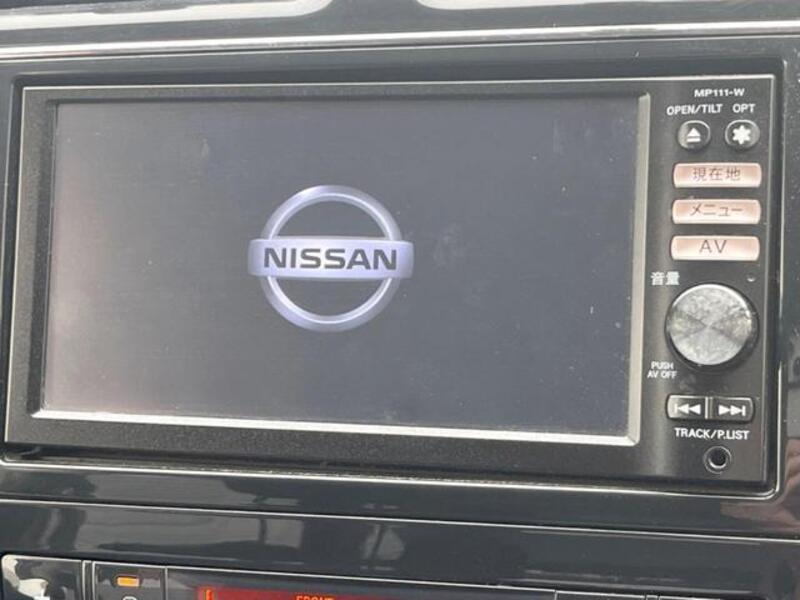 MP111-W
OPEN/TILT OPT
現在地
メニュー
AV
音量
NISSAN
PUSH
AV OFF
TRACK/P.LIST
FRONT